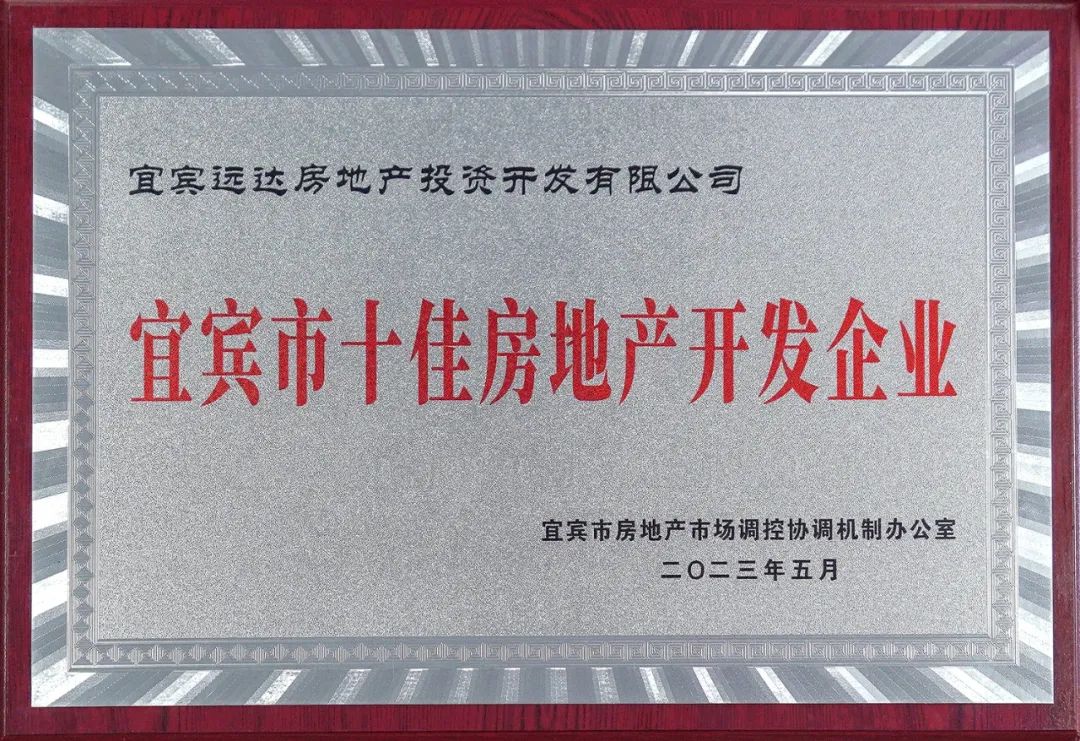 宜宾远达房地产投资开发有限公司
宜宾市十佳房地产开发企业
宜宾市房地产市场调控协调机制办公室
二〇二三年五月